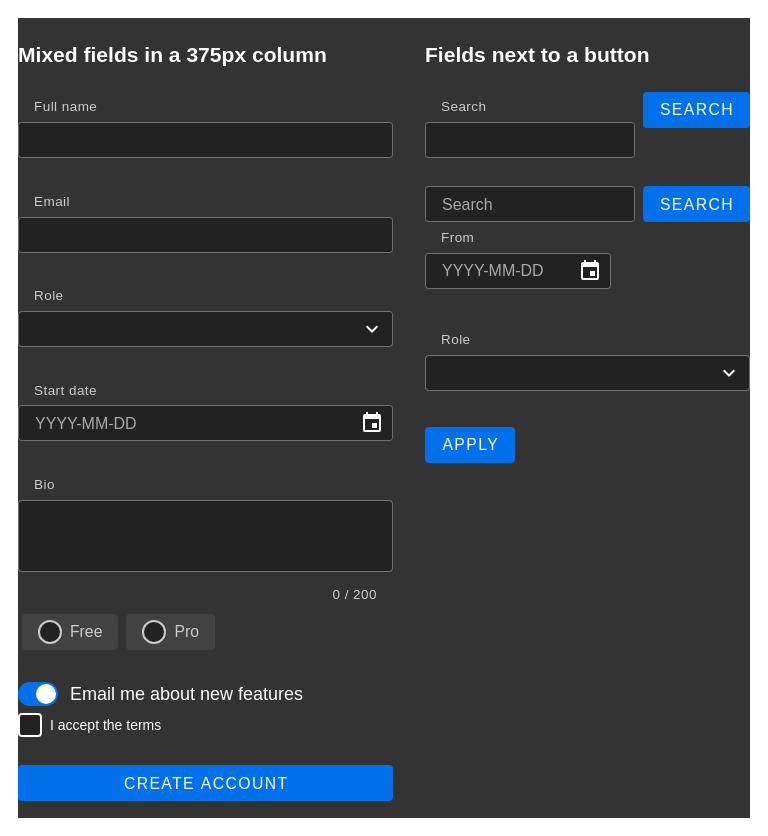 Mixed fields in a 375px column
Full name
Email
Role
Start date
YYYY-MM-DD
Bio
0 / 200
Free
Pro
Email me about new features
I accept the terms
CREATE ACCOUNT
Fields next to a button
Search
SEARCH
Search
SEARCH
From
YYYY-MM-DD
Role
APPLY